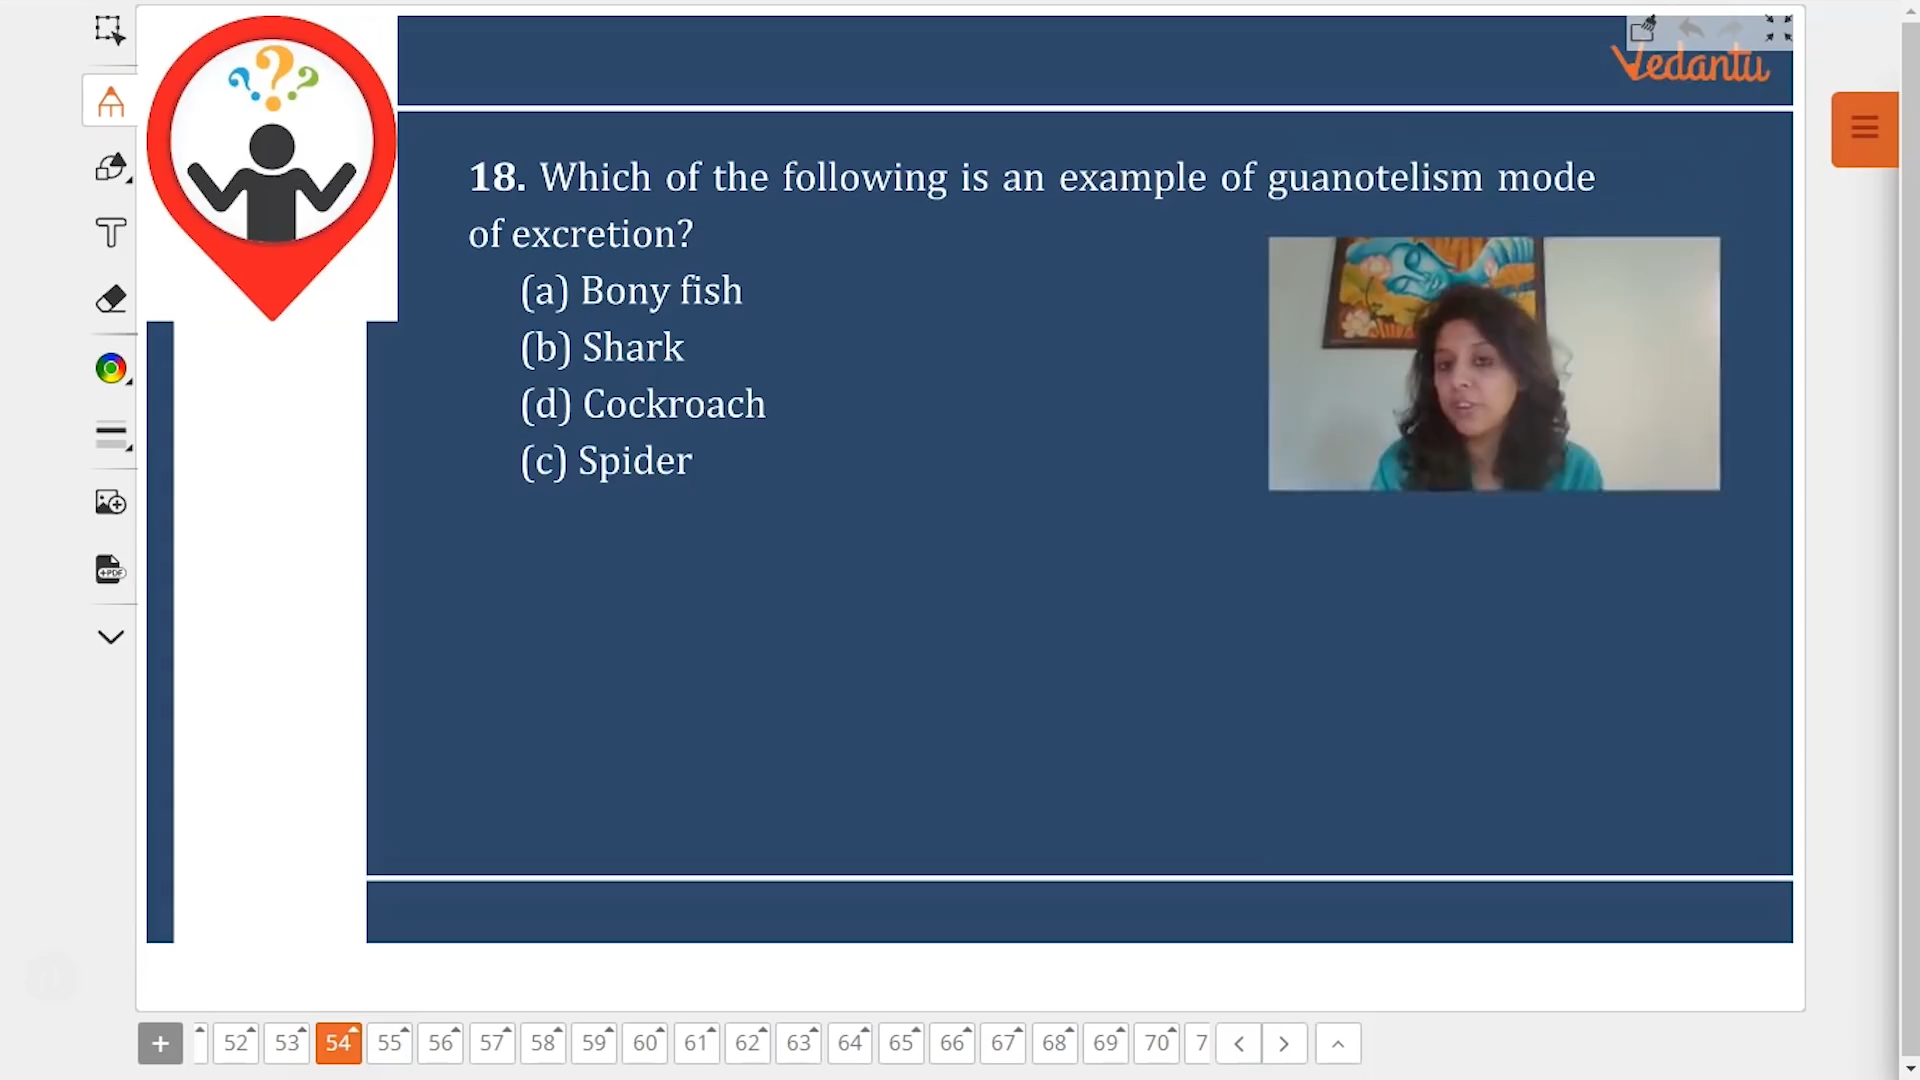 Vedantu
18. Which of the following is an example of guanotelism mode
of excretion?
(a) Bony fish
(b) Shark
(d) Cockroach
(c) Spider
+PDF
+ 52 53 54 55 56 57 58 59 60 61 62 63 64 65 66 67 68 69 70 7